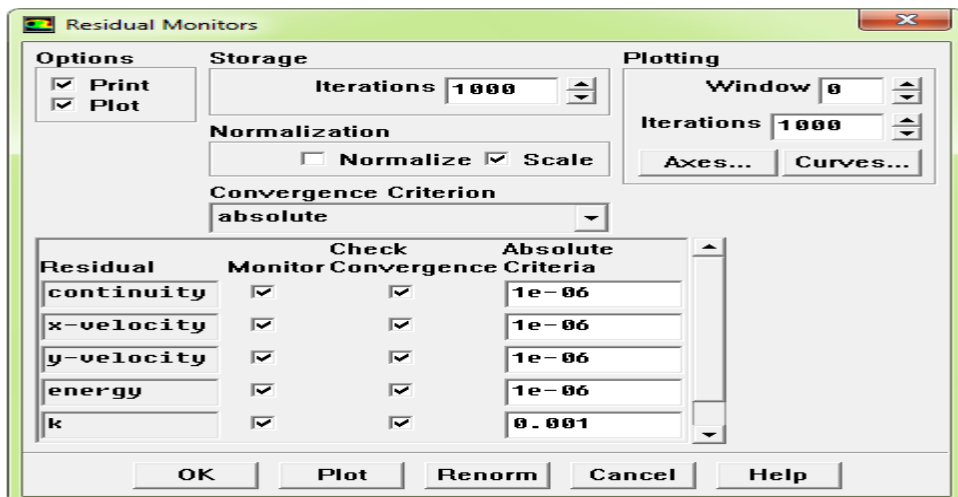 Residual Monitors
Options
Print
Plot
Storage
Iterations 1000
Normalization
Normalize Scale
Convergence Criterion
absolute
Plotting
Window 0
Iterations 1000
Axes... Curves...
Check Absolute
Residual Monitor Convergence Criteria
continuity 1e-06
x-velocity 1e-06
y-velocity 1e-06
energy 1e-06
k 0.001
OK Plot Renorm Cancel Help